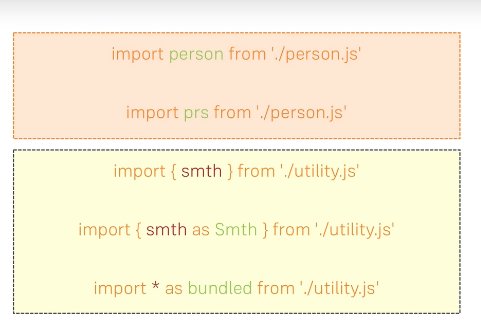 import person from './person.js'
import prs from './person.js'
import { smth } from './utility.js'
import { smth as Smth } from './utility.js'
import * as bundled from './utility.js'